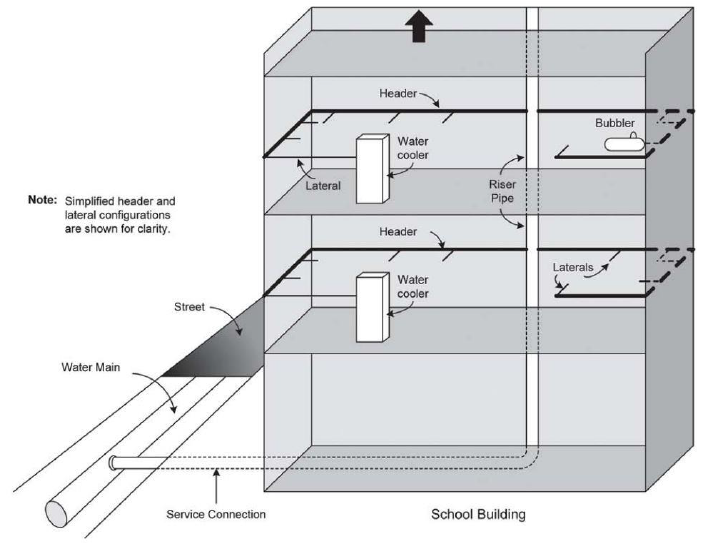 Header
Bubbler
Water
cooler
Lateral
Riser
Pipe
Note: Simplified header and
lateral configurations
are shown for clarity.
Header
Laterals
Water
cooler
Street
Water Main
Service Connection
School Building